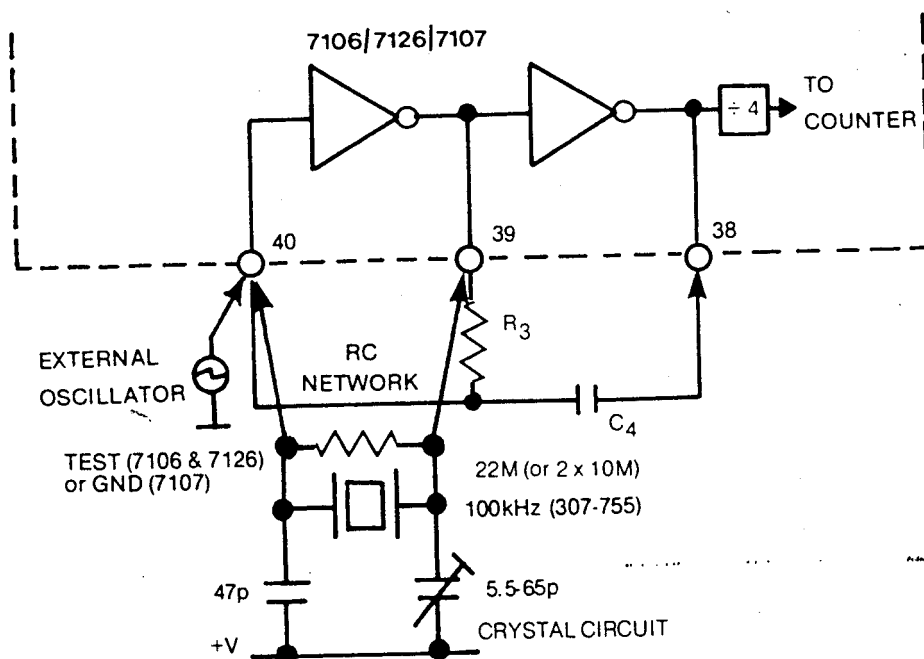 7106/7126|7107
÷ 4
TO
COUNTER
40
39
38
R3
EXTERNAL
OSCILLATOR
RC
NETWORK
C4
TEST (7106 & 7126)
or GND (7107)
22M (or 2 x 10M)
100kHz (307-755)
47p
5.5-65p
+V
CRYSTAL CIRCUIT